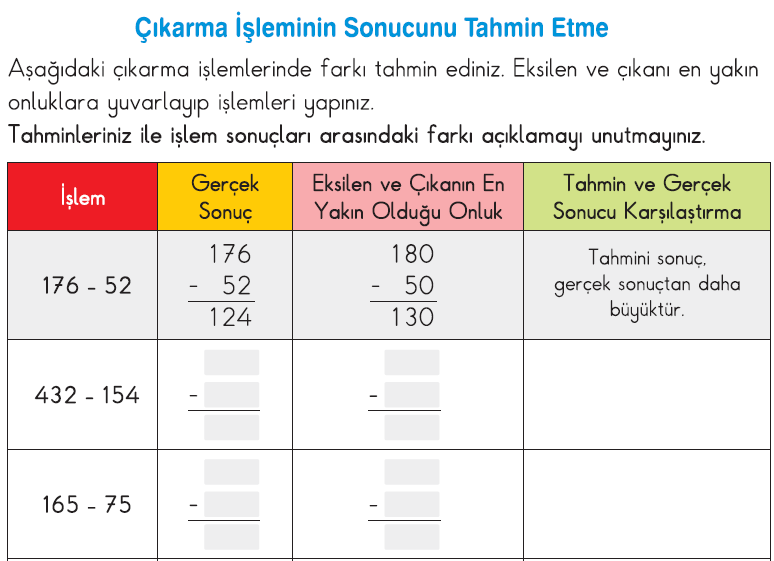 Çıkarma İşleminin Sonucunu Tahmin Etme
Aşağıdaki çıkarma işlemlerinde farkı tahmin ediniz. Eksilen ve çıkanı en yakın
onluklara yuvarlayıp işlemleri yapınız.
Tahminleriniz ile işlem sonuçları arasındaki farkı açıklamayı unutmayınız.
İşlem
Gerçek
Sonuç
Eksilen ve Çıkanın En
Yakın Olduğu Onluk
Tahmin ve Gerçek
Sonucu Karşılaştırma
176 - 52
176
- 52
124
180
- 50
130
Tahmini sonuç,
gerçek sonuçtan daha
büyüktür.
432 - 154
-
-
165 - 75
-
-